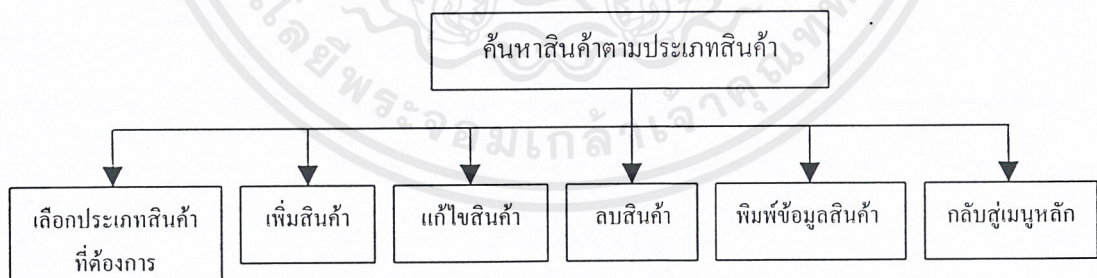 ค้นหาสินค้าตามประเภทสินค้า
เลือกประเภทสินค้า
ที่ต้องการ
เพิ่มสินค้า
แก้ไขสินค้า
ลบสินค้า
พิมพ์ข้อมูลสินค้า
กลับสู่เมนูหลัก